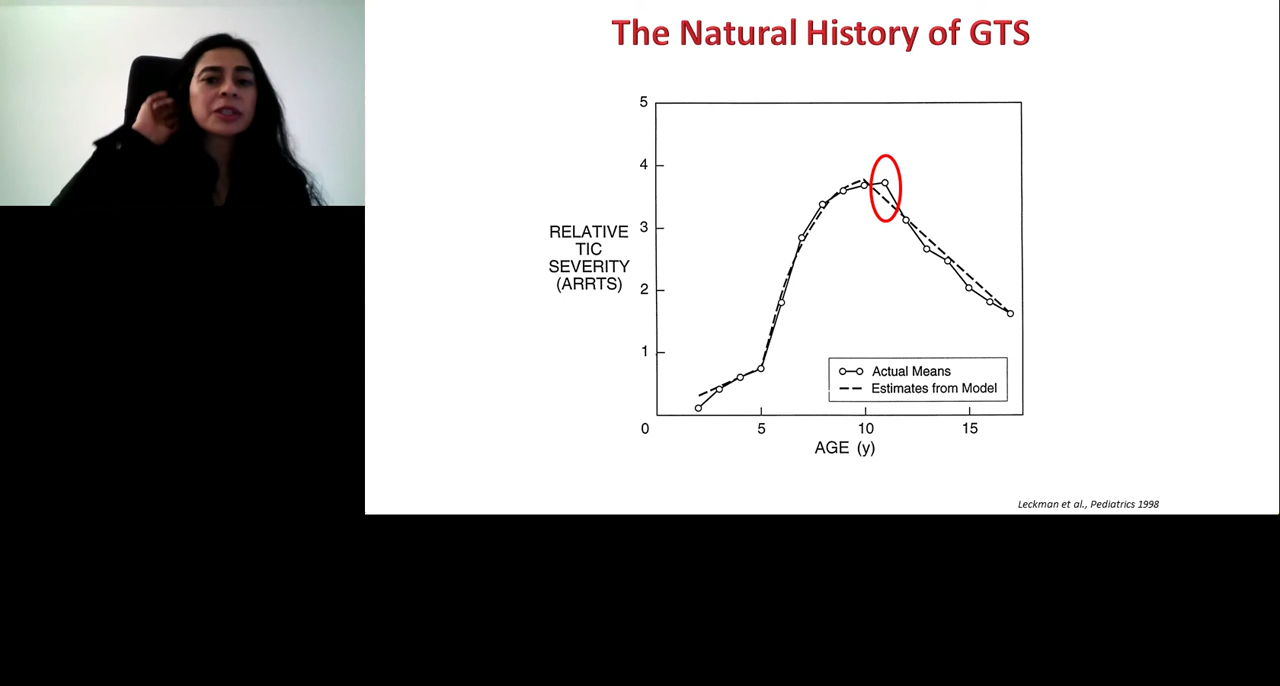 The Natural History of GTS
5
4
3
2
1
RELATIVE
TIC
SEVERITY
(ARRTS)
Actual Means
Estimates from Model
0 5 10 15
AGE (y)
Leckman et al., Pediatrics 1998